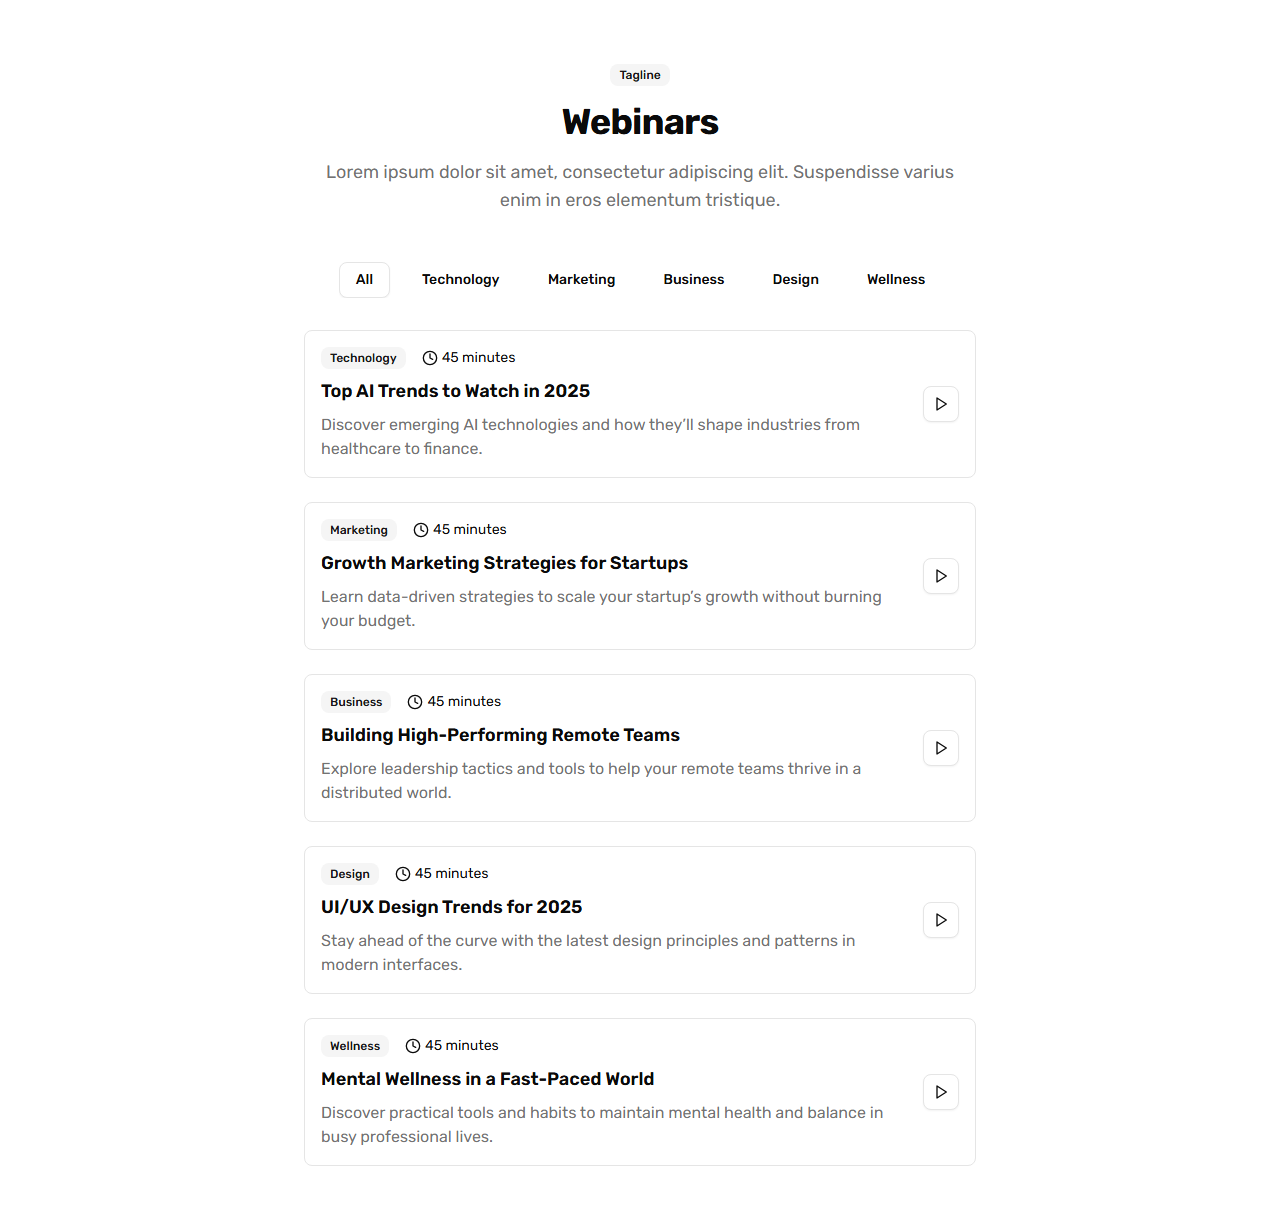 Tagline
Webinars
Lorem ipsum dolor sit amet, consectetur adipiscing elit. Suspendisse varius
enim in eros elementum tristique.
All Technology Marketing Business Design Wellness
Technology 45 minutes
Top AI Trends to Watch in 2025
Discover emerging AI technologies and how they’ll shape industries from
healthcare to finance.
Marketing 45 minutes
Growth Marketing Strategies for Startups
Learn data-driven strategies to scale your startup’s growth without burning
your budget.
Business 45 minutes
Building High-Performing Remote Teams
Explore leadership tactics and tools to help your remote teams thrive in a
distributed world.
Design 45 minutes
UI/UX Design Trends for 2025
Stay ahead of the curve with the latest design principles and patterns in
modern interfaces.
Wellness 45 minutes
Mental Wellness in a Fast-Paced World
Discover practical tools and habits to maintain mental health and balance in
busy professional lives.